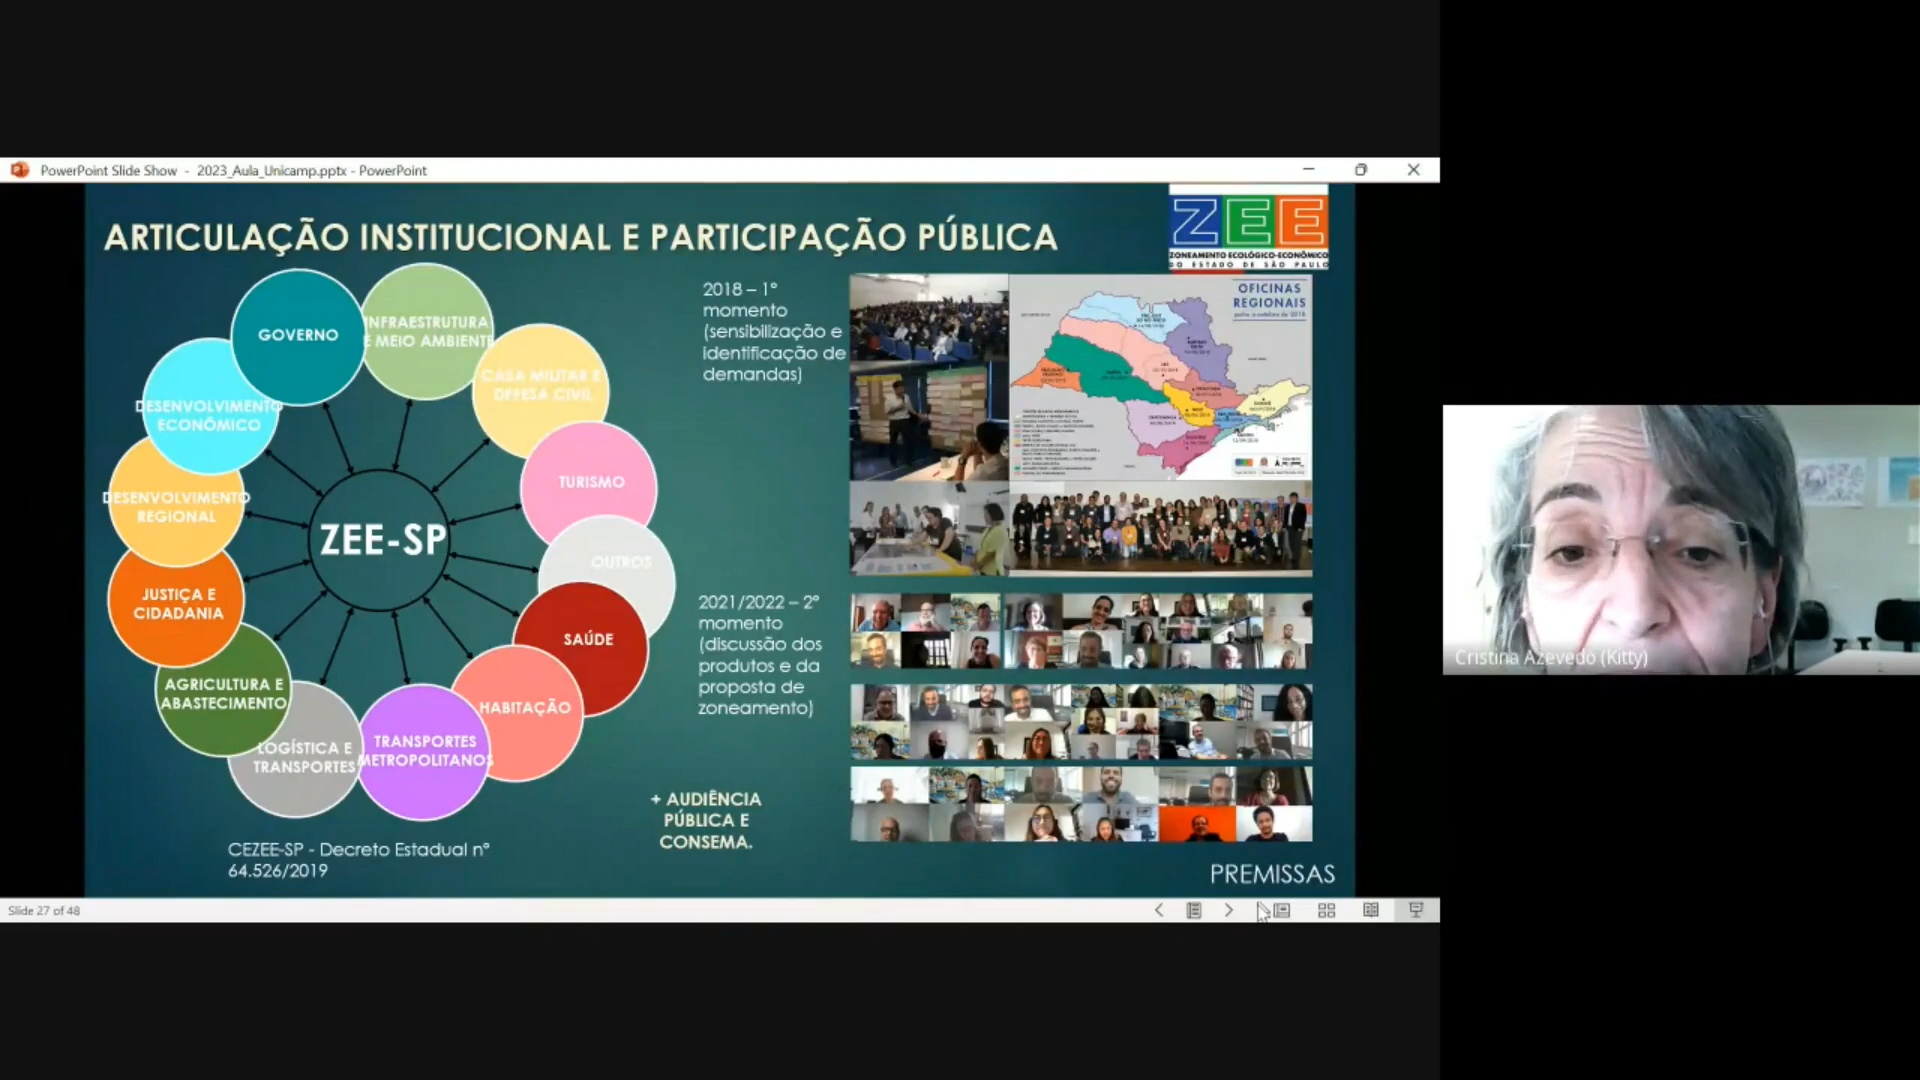 PowerPoint Slide Show - 2023_Aula_Unicamp.pptx - PowerPoint
ARTICULAÇÃO INSTITUCIONAL E PARTICIPAÇÃO PÚBLICA
ZEE
ZONEAMENTO ECOLÓGICO-ECONÔMICO
DO ESTADO DE SÃO PAULO
GOVERNO
INFRAESTRUTURA
E MEIO AMBIENTE
CASA MILITAR E
DEFESA CIVIL
TURISMO
OUTROS
SAÚDE
HABITAÇÃO
TRANSPORTES
METROPOLITANOS
LOGÍSTICA E
TRANSPORTES
AGRICULTURA E
ABASTECIMENTO
JUSTIÇA E
CIDADANIA
DESENVOLVIMENTO
REGIONAL
DESENVOLVIMENTO
ECONÔMICO
ZEE-SP
CEZEE-SP - Decreto Estadual nº
64.526/2019
2018 – 1º
momento
(sensibilização e
identificação de
demandas)
OFICINAS
REGIONAIS
2021/2022 – 2º
momento
(discussão dos
produtos e da
proposta de
zoneamento)
+ AUDIÊNCIA
PÚBLICA E
CONSEMA.
PREMISSAS
Slide 27 of 48
Cristina Azevedo (Kitty)